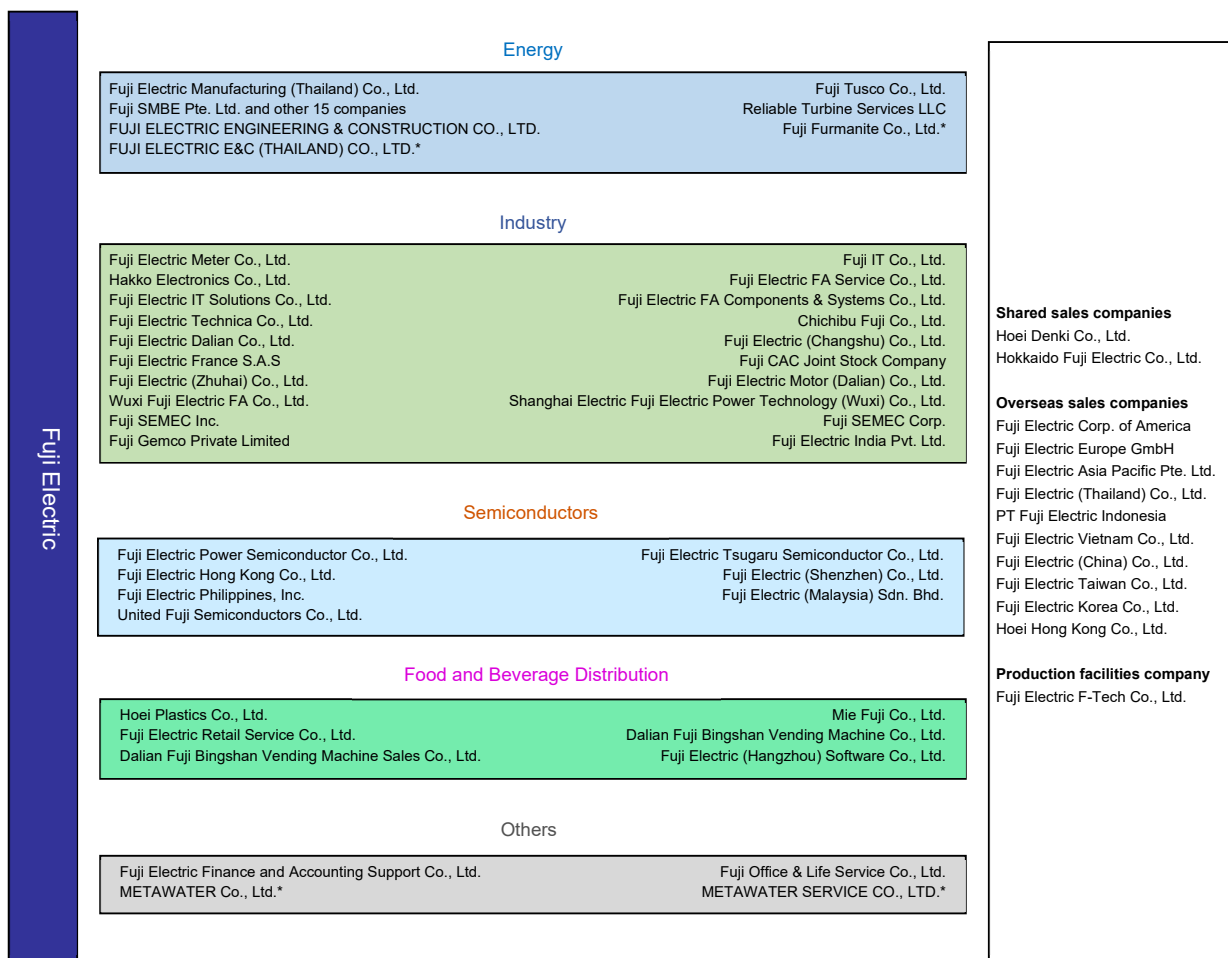 Fuji Electric
Energy
Fuji Electric Manufacturing (Thailand) Co., Ltd.
Fuji SMBE Pte. Ltd. and other 15 companies
FUJI ELECTRIC ENGINEERING & CONSTRUCTION CO., LTD.
FUJI ELECTRIC E&C (THAILAND) CO., LTD.*
Fuji Tusco Co., Ltd.
Reliable Turbine Services LLC
Fuji Furmanite Co., Ltd.*
Industry
Fuji Electric Meter Co., Ltd.
Hakko Electronics Co., Ltd.
Fuji Electric IT Solutions Co., Ltd.
Fuji Electric Technica Co., Ltd.
Fuji Electric Dalian Co., Ltd.
Fuji Electric France S.A.S
Fuji Electric (Zhuhai) Co., Ltd.
Wuxi Fuji Electric FA Co., Ltd.
Fuji SEMEC Inc.
Fuji Gemco Private Limited
Fuji IT Co., Ltd.
Fuji Electric FA Service Co., Ltd.
Fuji Electric FA Components & Systems Co., Ltd.
Chichibu Fuji Co., Ltd.
Fuji Electric (Changshu) Co., Ltd.
Fuji CAC Joint Stock Company
Fuji Electric Motor (Dalian) Co., Ltd.
Shanghai Electric Fuji Electric Power Technology (Wuxi) Co., Ltd.
Fuji SEMEC Corp.
Fuji Electric India Pvt. Ltd.
Semiconductors
Fuji Electric Power Semiconductor Co., Ltd.
Fuji Electric Hong Kong Co., Ltd.
Fuji Electric Philippines, Inc.
United Fuji Semiconductors Co., Ltd.
Fuji Electric Tsugaru Semiconductor Co., Ltd.
Fuji Electric (Shenzhen) Co., Ltd.
Fuji Electric (Malaysia) Sdn. Bhd.
Food and Beverage Distribution
Hoei Plastics Co., Ltd.
Fuji Electric Retail Service Co., Ltd.
Dalian Fuji Bingshan Vending Machine Sales Co., Ltd.
Mie Fuji Co., Ltd.
Dalian Fuji Bingshan Vending Machine Co., Ltd.
Fuji Electric (Hangzhou) Software Co., Ltd.
Others
Fuji Electric Finance and Accounting Support Co., Ltd.
METAWATER Co., Ltd.*
Fuji Office & Life Service Co., Ltd.
METAWATER SERVICE CO., LTD.*
Shared sales companies
Hoei Denki Co., Ltd.
Hokkaido Fuji Electric Co., Ltd.
Overseas sales companies
Fuji Electric Corp. of America
Fuji Electric Europe GmbH
Fuji Electric Asia Pacific Pte. Ltd.
Fuji Electric (Thailand) Co., Ltd.
PT Fuji Electric Indonesia
Fuji Electric Vietnam Co., Ltd.
Fuji Electric (China) Co., Ltd.
Fuji Electric Taiwan Co., Ltd.
Fuji Electric Korea Co., Ltd.
Hoei Hong Kong Co., Ltd.
Production facilities company
Fuji Electric F-Tech Co., Ltd.